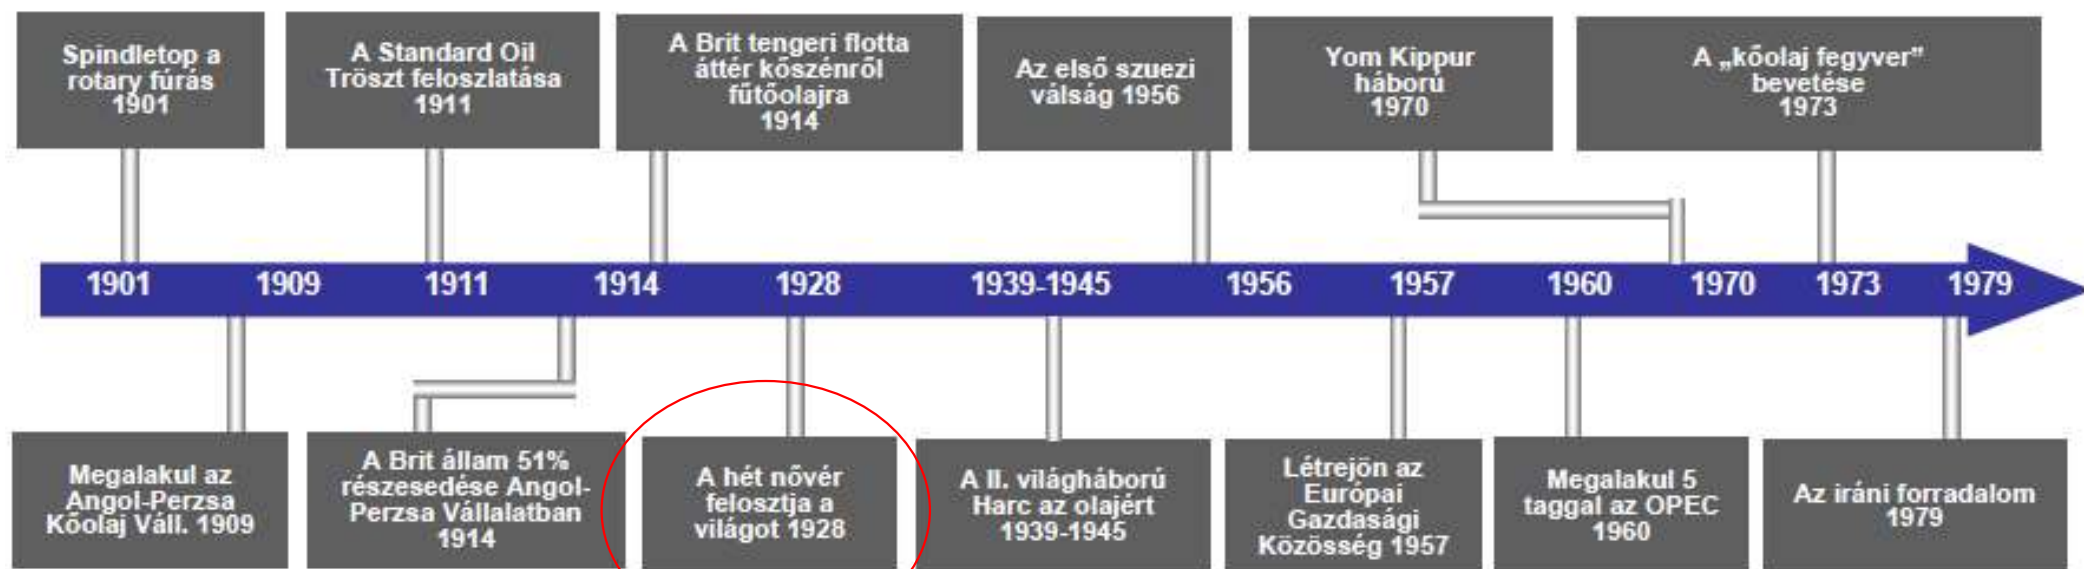 Spindletop a
rotary fúrás
1901
A Standard Oil
Tröszt feloszlatása
1911
A Brit tengeri flotta
áttér kőszénről
fűtőolajra
1914
Az első szuezi
válság 1956
Yom Kippur
háború
1970
A „kőolaj fegyver”
bevetése
1973
1901 1909 1911 1914 1928 1939-1945 1956 1957 1960 1970 1973 1979
Megalakul az
Angol-Perzsa
Kőolaj Váll. 1909
A Brit állam 51%
részesedése Angol-
Perzsa Vállalatban
1914
A hét nővér
felosztja a
világot 1928
A II. világháború
Harc az olajért
1939-1945
Létrejön az
Európai
Gazdasági
Közösség 1957
Megalakul 5
taggal az OPEC
1960
Az iráni forradalom
1979